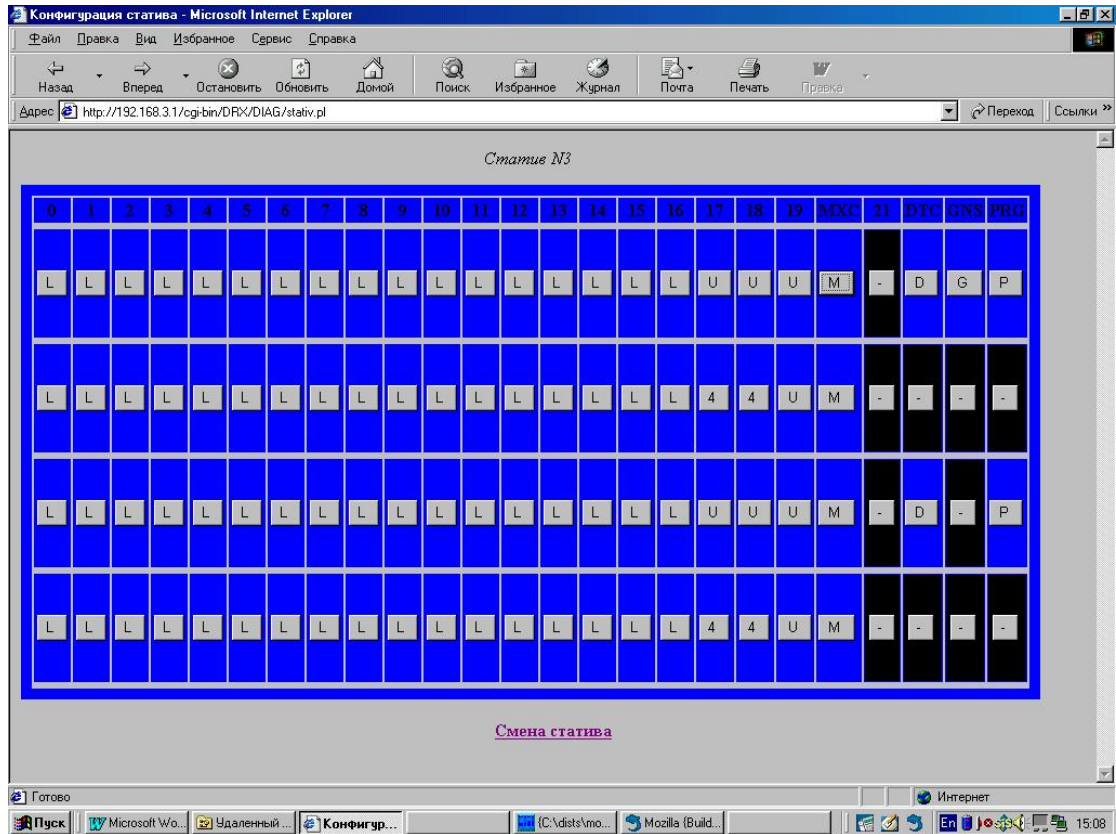 Конфигурация статива - Microsoft Internet Explorer
Файл Правка Вид Избранное Сервис Справка
Назад Вперед Остановить Обновить Домой Поиск Избранное Журнал Почта Печать Правка
Адрес http://192.168.3.1/cgi-bin/DRX/DIAG/stativ.pl Переход Ссылки »
Статив N3
0 1 2 3 4 5 6 7 8 9 10 11 12 13 14 15 16 17 18 19 MXC 21 DTC GNS PRG
L L L L L L L L L L L L L L L L L U U U M - D G P
L L L L L L L L L L L L L L L L L 4 4 U M - - - -
L L L L L L L L L L L L L L L L L U U U M - D - P
L L L L L L L L L L L L L L L L L 4 4 U M - - - -
Смена статива
Готово Интернет
Пуск Microsoft Wo... Удаленный ... Конфигур... (C:\dists\mo... Mozilla {Build... En 15:08